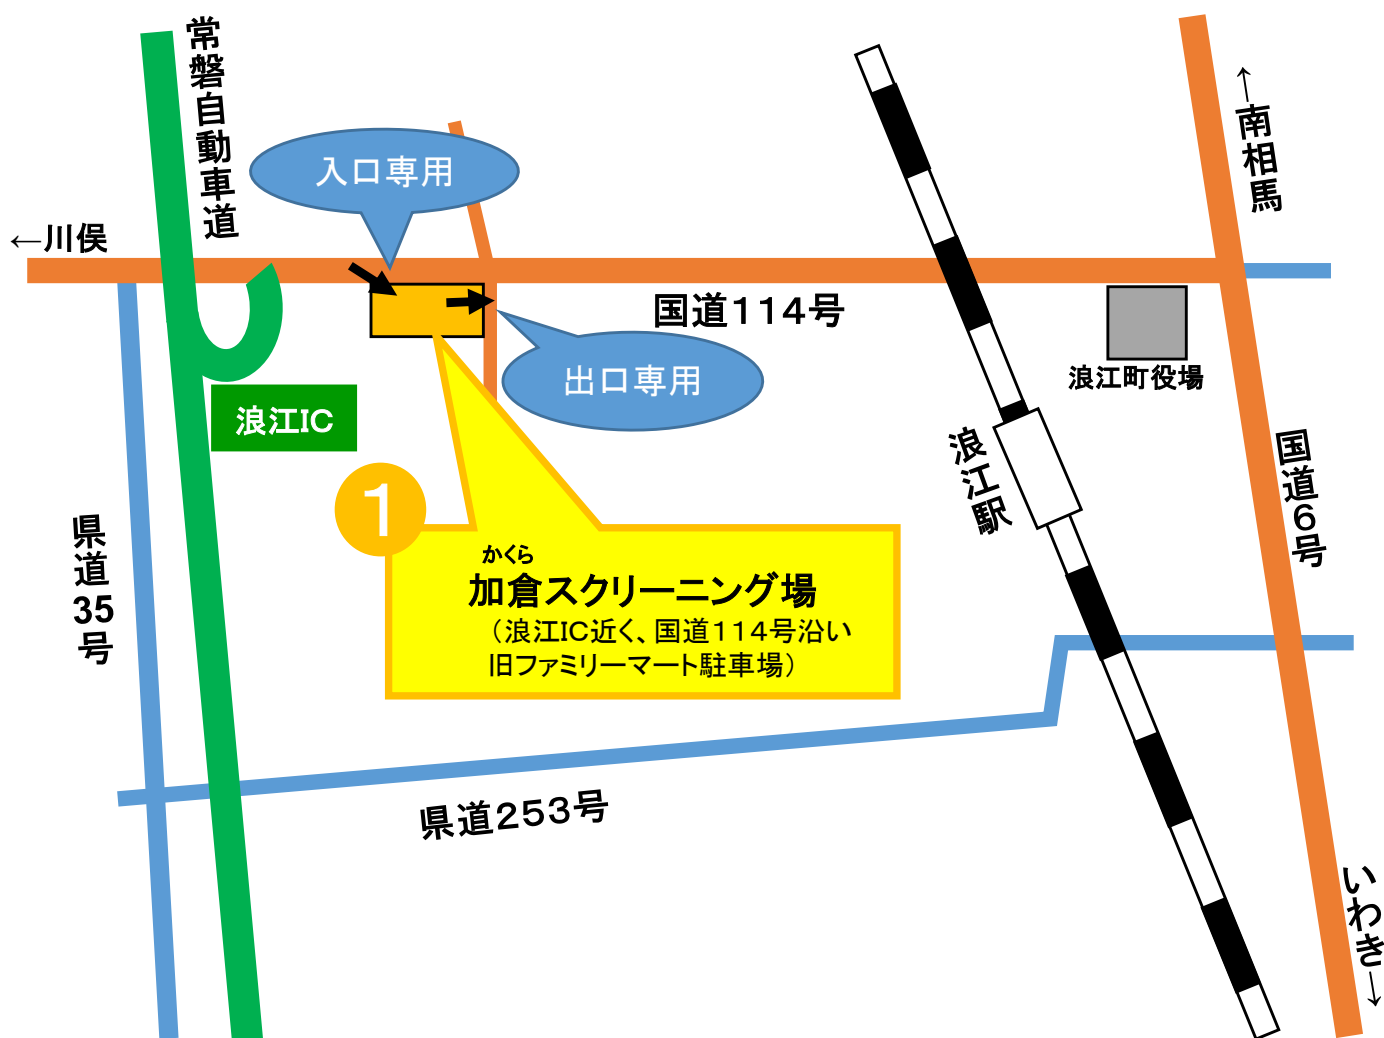 常磐自動車道
入口専用
←南相馬
←川俣
国道114号
浪江町役場
出口専用
浪江IC
浪江駅
国道6号
県道35号
1
かくら
加倉スクリーニング場
（浪江IC近く、国道114号沿い
旧ファミリーマート駐車場）
県道253号
いわき→